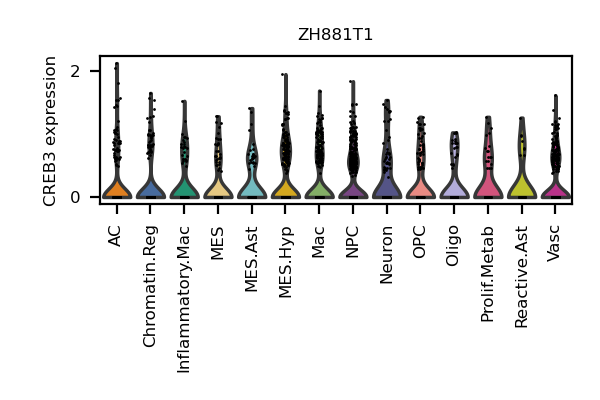 ZH881T1
CREB3 expression
2
0
AC
Chromatin.Reg
Inflammatory.Mac
MES
MES.Ast
MES.Hyp
Mac
NPC
Neuron
OPC
Oligo
Prolif.Metab
Reactive.Ast
Vasc